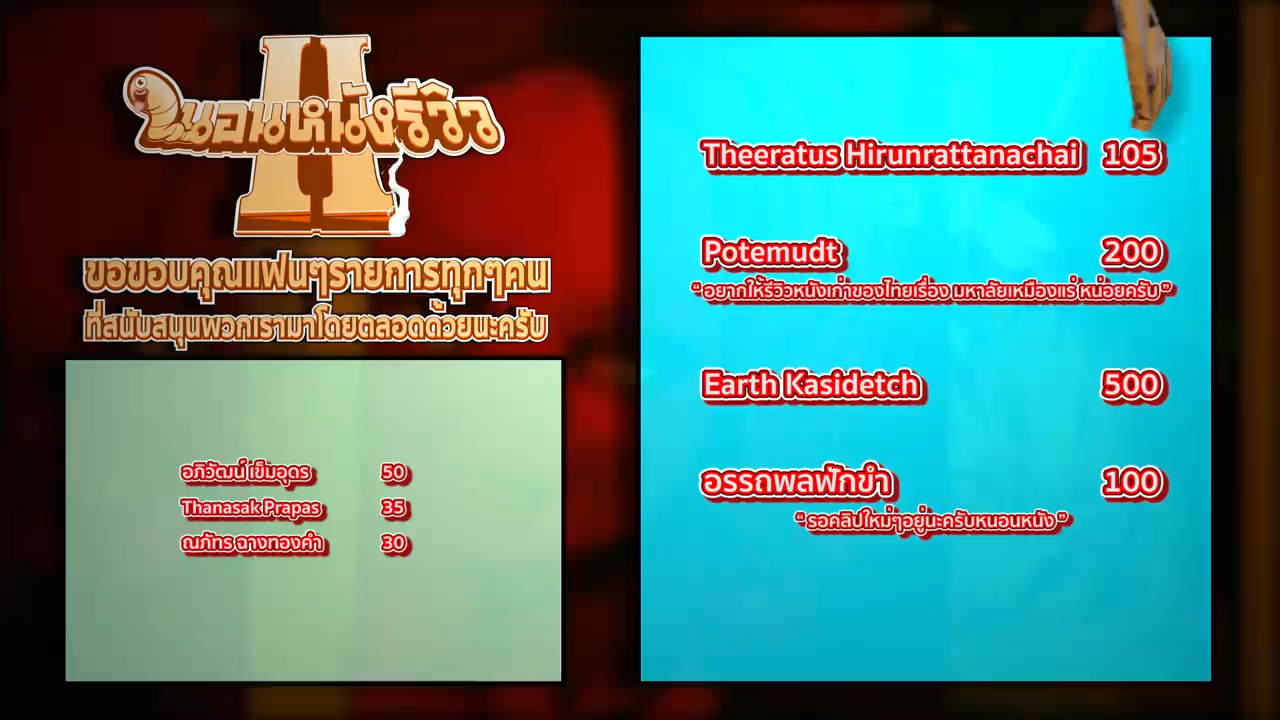 หนอนหนังรีวิว
II
ขอขอบคุณแฟนๆรายการทุกๆคน
ที่สนับสนุนพวกเรามาโดยตลอดด้วยนะครับ
อภิวัฒน์ เข็มอุดร 50
Thanasak Prapas 35
ณภัทร ฉางทองคำ 30
Theeratus Hirunrattanachai 105
Potemudt 200
“ อยากให้รีวิวหนังเก่าของไทยเรื่อง มหาลัยเหมืองแร่ หน่อยครับ ”
Earth Kasidetch 500
อรรถพลฟักขำ 100
“ รอคลิปใหม่ๆอยู่นะครับหนอนหนัง ”